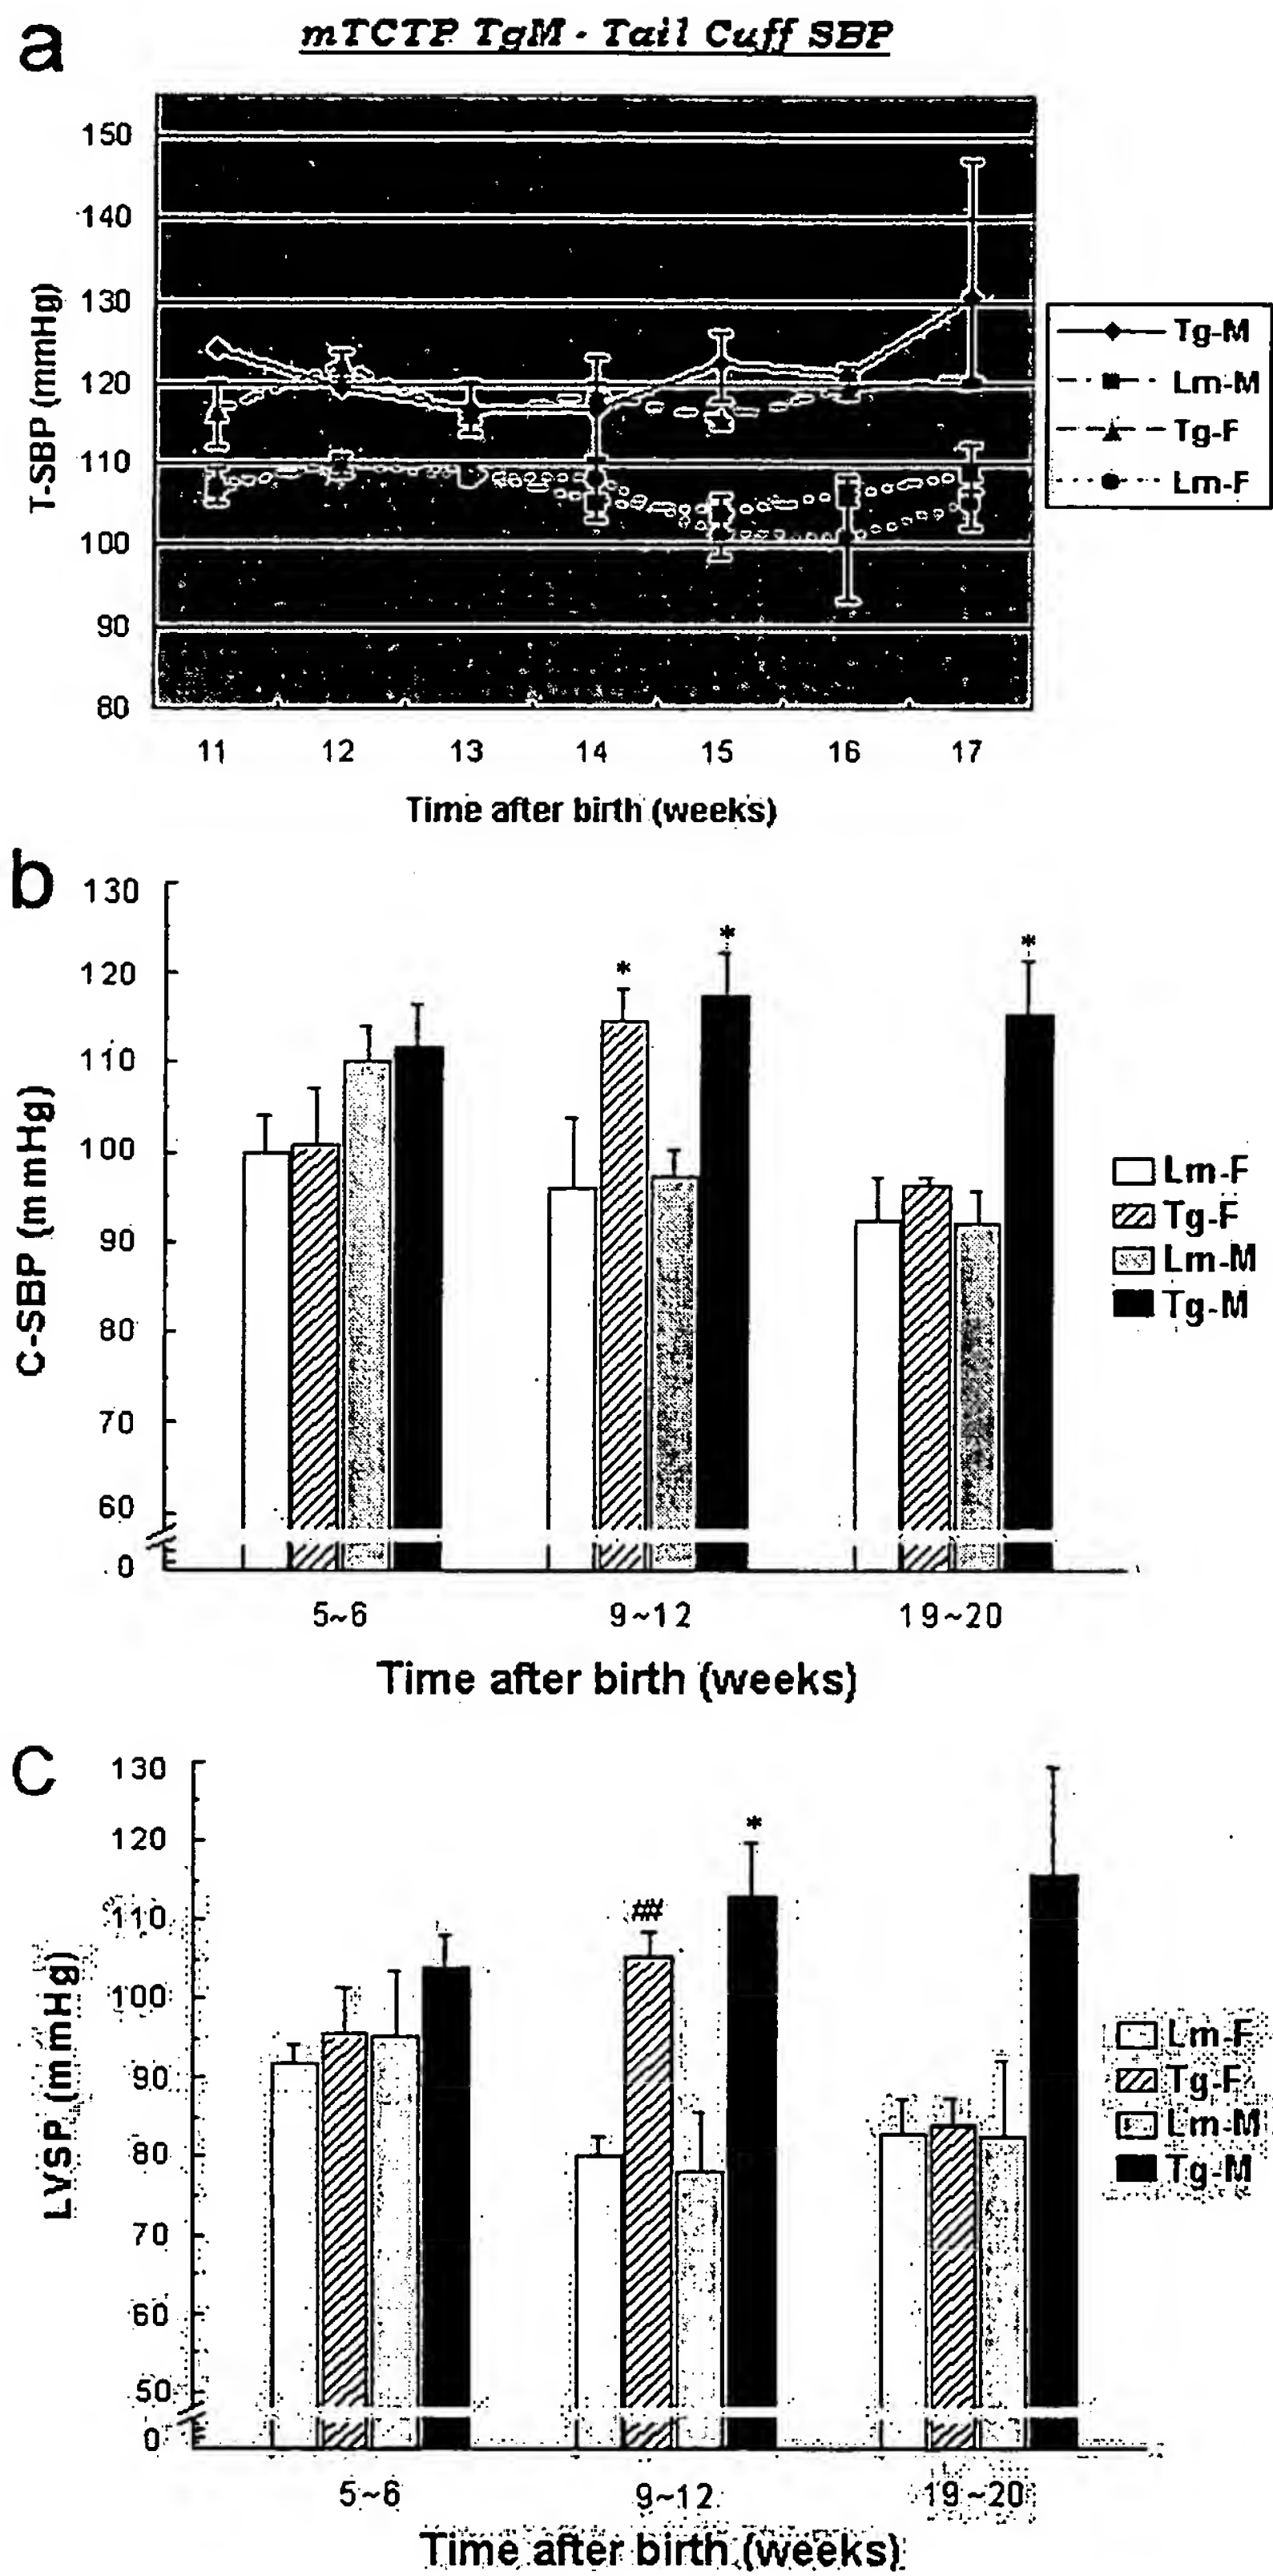 a
mTCTP TgM - Tail Cuff SBP
150
140
130
120
110
100
90
80
T-SBP (mmHg)
Tg-M
Lm-M
Tg-F
Lm-F
11 12 13 14 15 16 17
Time after birth (weeks)
b
130
120
110
100
90
80
70
60
0
C-SBP (mmHg)
* * *
Lm-F
Tg-F
Lm-M
Tg-M
5~6 9~12 19~20
Time after birth (weeks)
C
130
120
110
100
90
80
70
60
50
0
LVSP (mmHg)
## *
Lm-F
Tg-F
Lm-M
Tg-M
5~6 9~12 19~20
Time after birth (weeks)